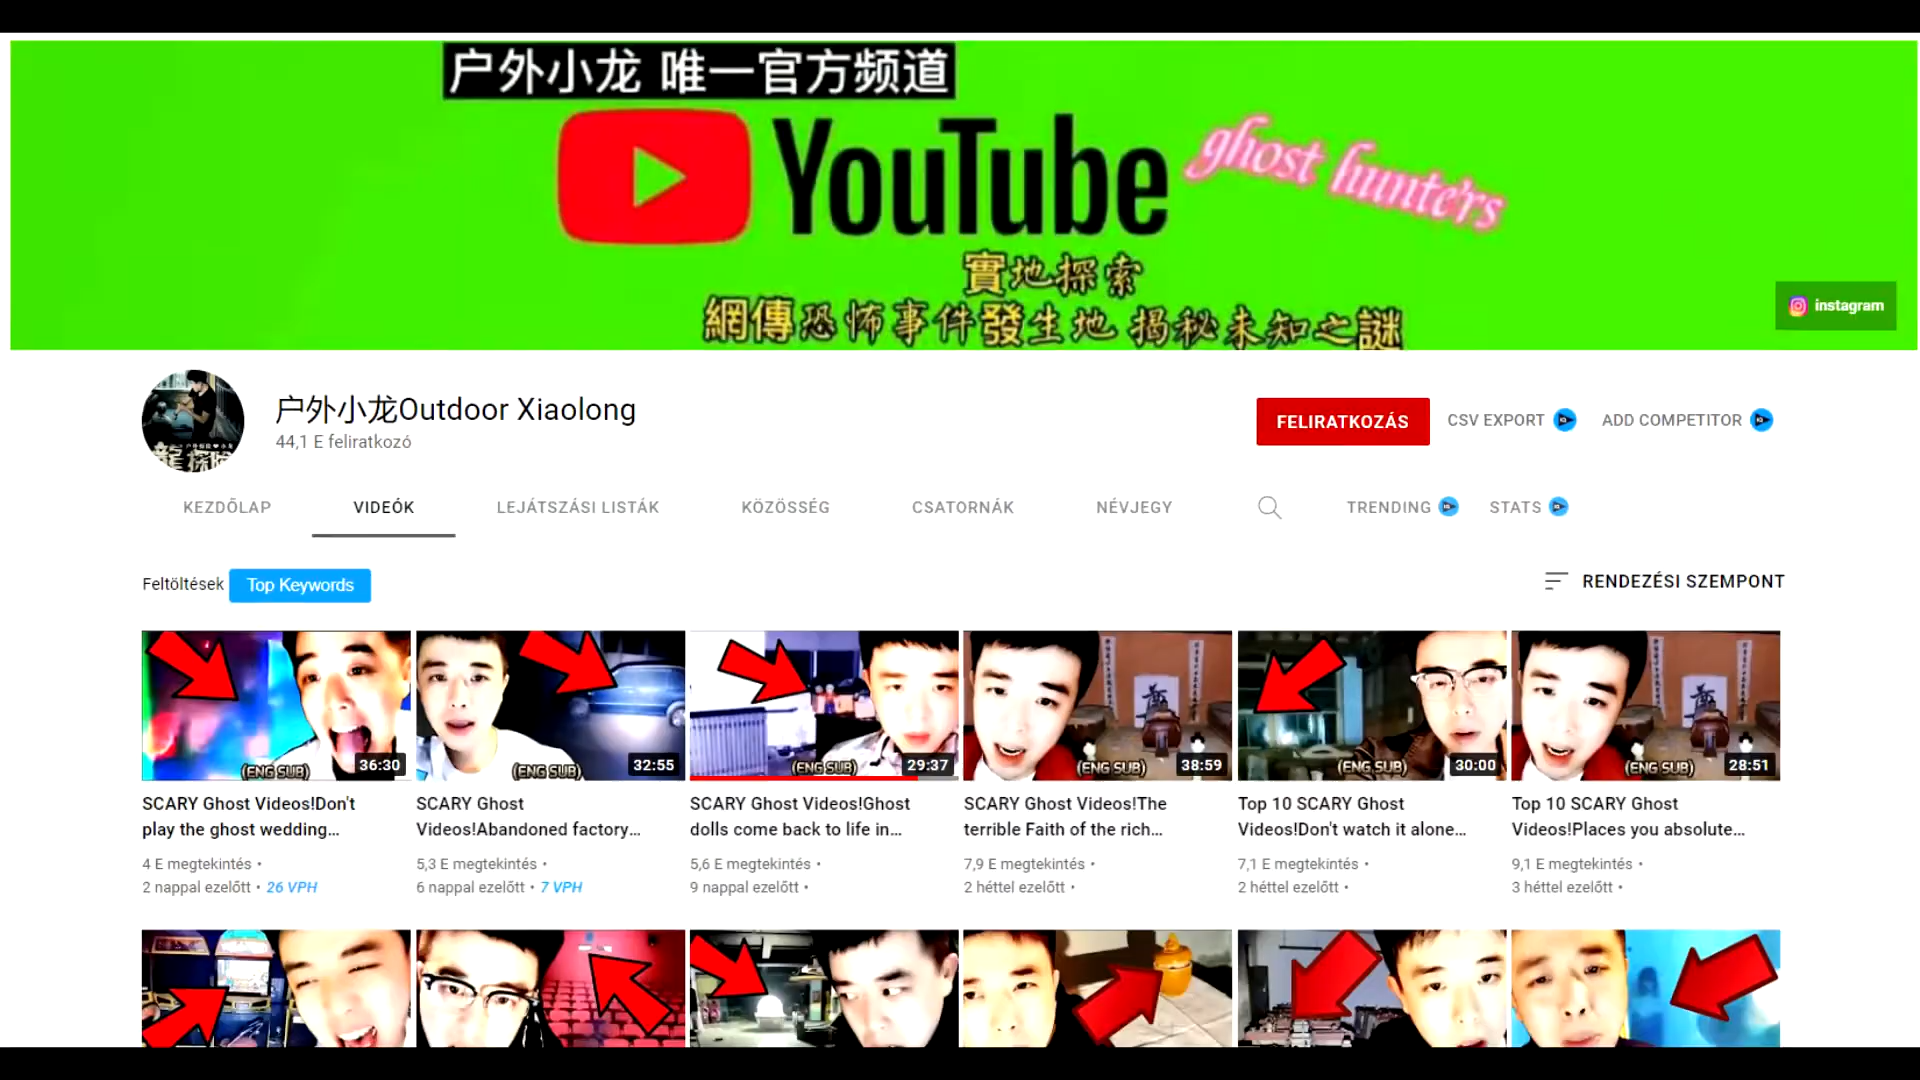 户外小龙 唯一官方频道
YouTube
ghost hunters
實地探索
網傳恐怖事件發生地 揭秘未知之謎
instagram
户外小龙Outdoor Xiaolong
44,1 E feliratkozó
FELIRATKOZÁS
CSV EXPORT
ADD COMPETITOR
KEZDŐLAP
VIDEÓK
LEJÁTSZÁSI LISTÁK
KÖZÖSSÉG
CSATORNÁK
NÉVJEGY
TRENDING
STATS
Feltöltések
Top Keywords
RENDEZÉSI SZEMPONT
(ENG SUB)
36:30
(ENG SUB)
32:55
(ENG SUB)
29:37
(ENG SUB)
38:59
(ENG SUB)
30:00
(ENG SUB)
28:51
SCARY Ghost Videos!Don't
play the ghost wedding...
4 E megtekintés •
2 nappal ezelőtt • 26 VPH
SCARY Ghost
Videos!Abandoned factory...
5,3 E megtekintés •
6 nappal ezelőtt • 7 VPH
SCARY Ghost Videos!Ghost
dolls come back to life in...
5,6 E megtekintés •
9 nappal ezelőtt •
SCARY Ghost Videos!The
terrible Faith of the rich...
7,9 E megtekintés •
2 héttel ezelőtt •
Top 10 SCARY Ghost
Videos!Don't watch it alone...
7,1 E megtekintés •
2 héttel ezelőtt •
Top 10 SCARY Ghost
Videos!Places you absolute...
9,1 E megtekintés •
3 héttel ezelőtt •